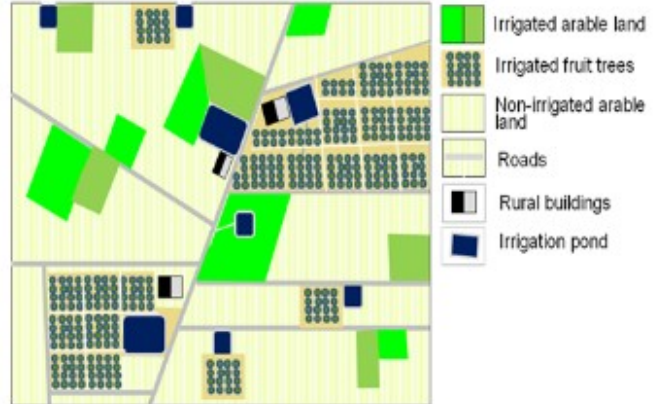 Irrigated arable land
Irrigated fruit trees
Non-irrigated arable
land
Roads
Rural buildings
Irrigation pond